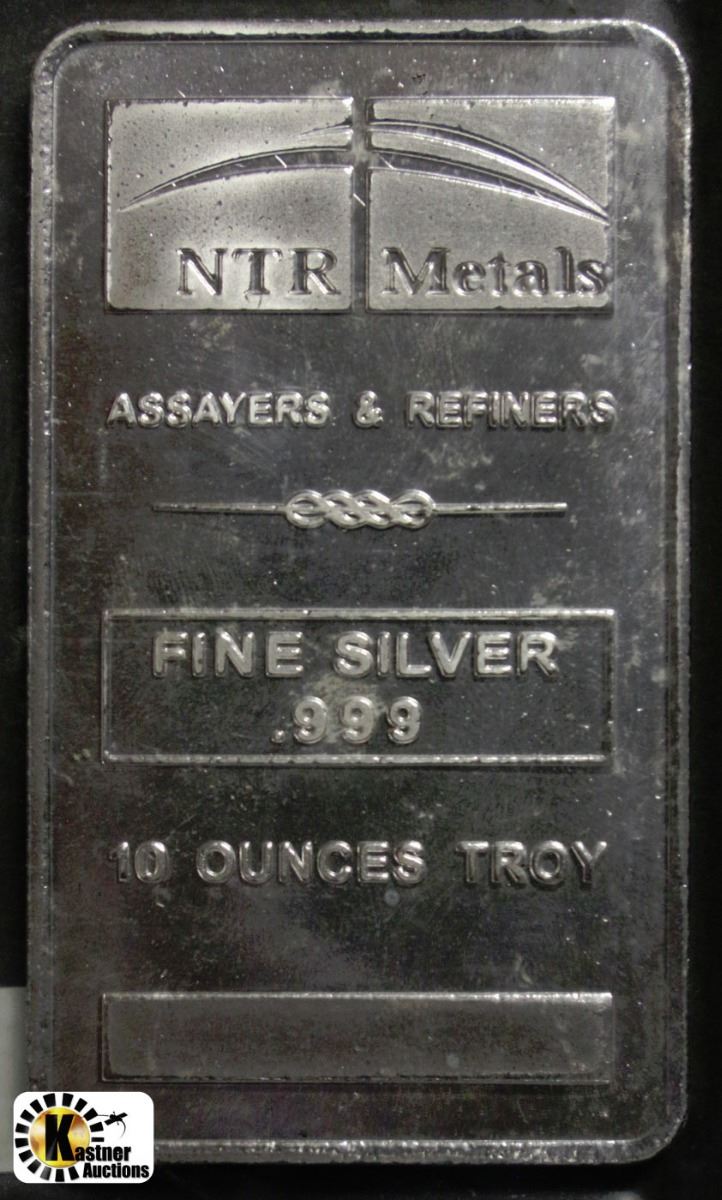 NTR Metals
ASSAYERS & REFINERS
FINE SILVER
.999
10 OUNCES TROY
Kastner
Auctions